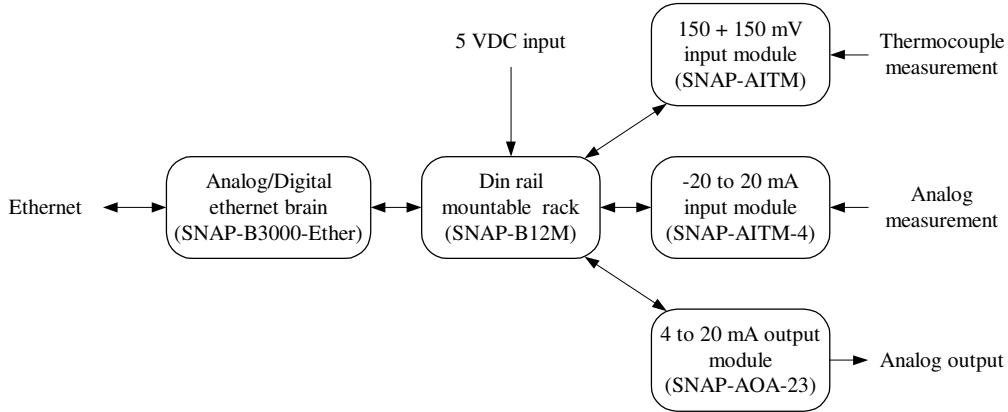 5 VDC input
150 + 150 mV
input module
(SNAP-AITM)
Thermocouple
measurement
Ethernet
Analog/Digital
ethernet brain
(SNAP-B3000-Ether)
Din rail
mountable rack
(SNAP-B12M)
-20 to 20 mA
input module
(SNAP-AITM-4)
Analog
measurement
4 to 20 mA output
module
(SNAP-AOA-23)
Analog output